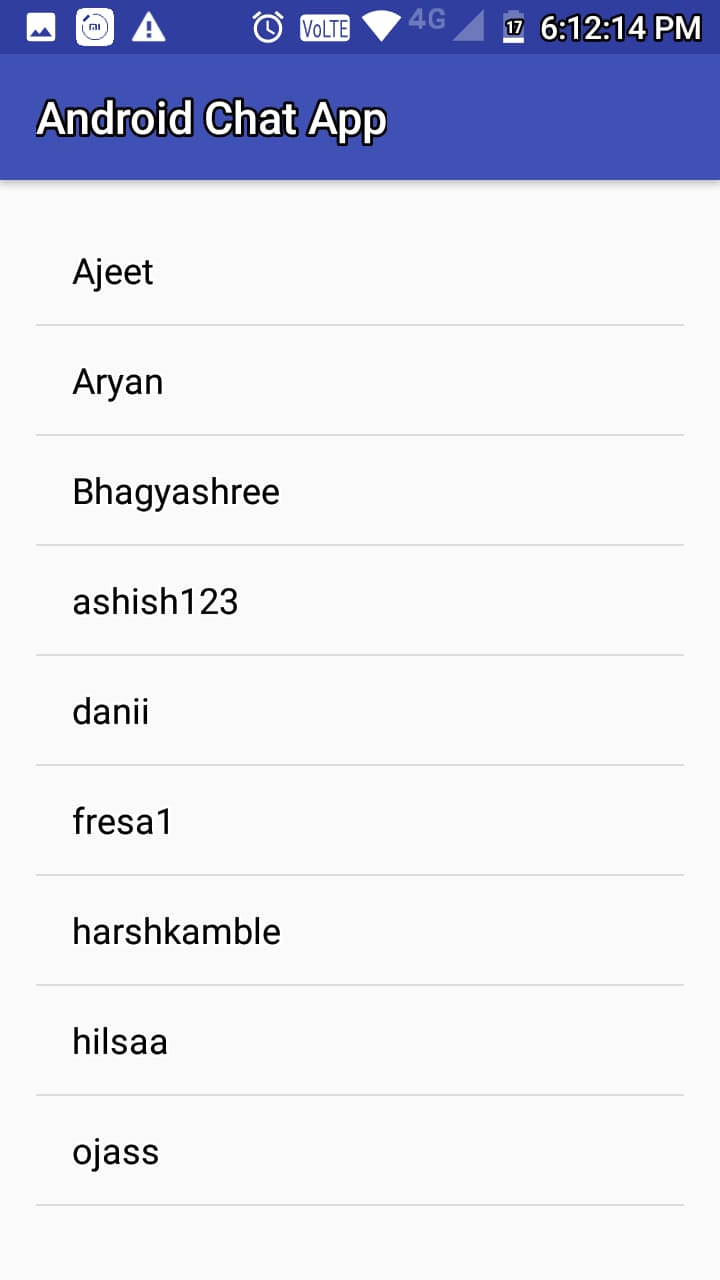 VoLTE 4G 17 6:12:14 PM
Android Chat App
Ajeet
Aryan
Bhagyashree
ashish123
danii
fresa1
harshkamble
hilsaa
ojass